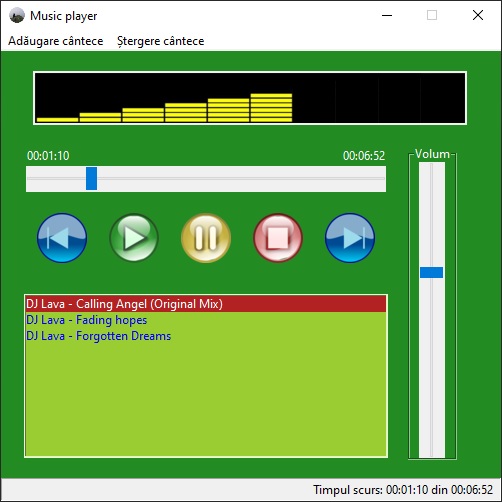 Music player
Adăugare cântece Ștergere cântece
00:01:10 00:06:52
Volum
DJ Lava - Calling Angel (Original Mix)
DJ Lava - Fading hopes
DJ Lava - Forgotten Dreams
Timpul scurs: 00:01:10 din 00:06:52